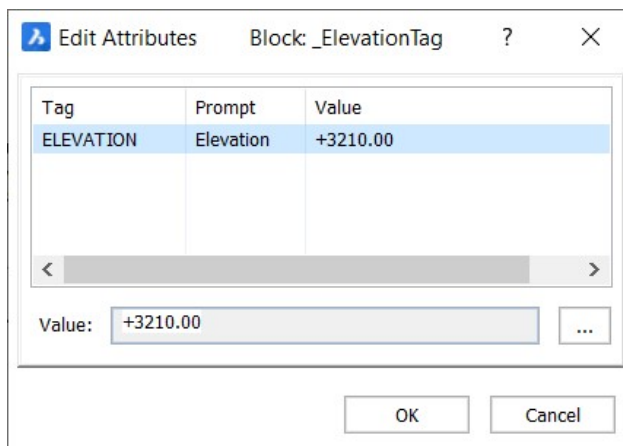 Edit Attributes Block: _ElevationTag ?
Tag Prompt Value
ELEVATION Elevation +3210.00
Value: +3210.00 ...
OK Cancel